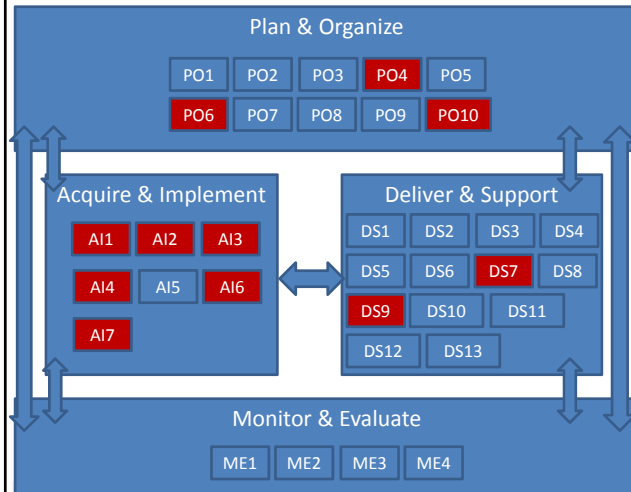 Plan & Organize
PO1 PO2 PO3 PO4 PO5
PO6 PO7 PO8 PO9 PO10
Acquire & Implement
AI1 AI2 AI3
AI4 AI5 AI6
AI7
Deliver & Support
DS1 DS2 DS3 DS4
DS5 DS6 DS7 DS8
DS9 DS10 DS11
DS12 DS13
Monitor & Evaluate
ME1 ME2 ME3 ME4